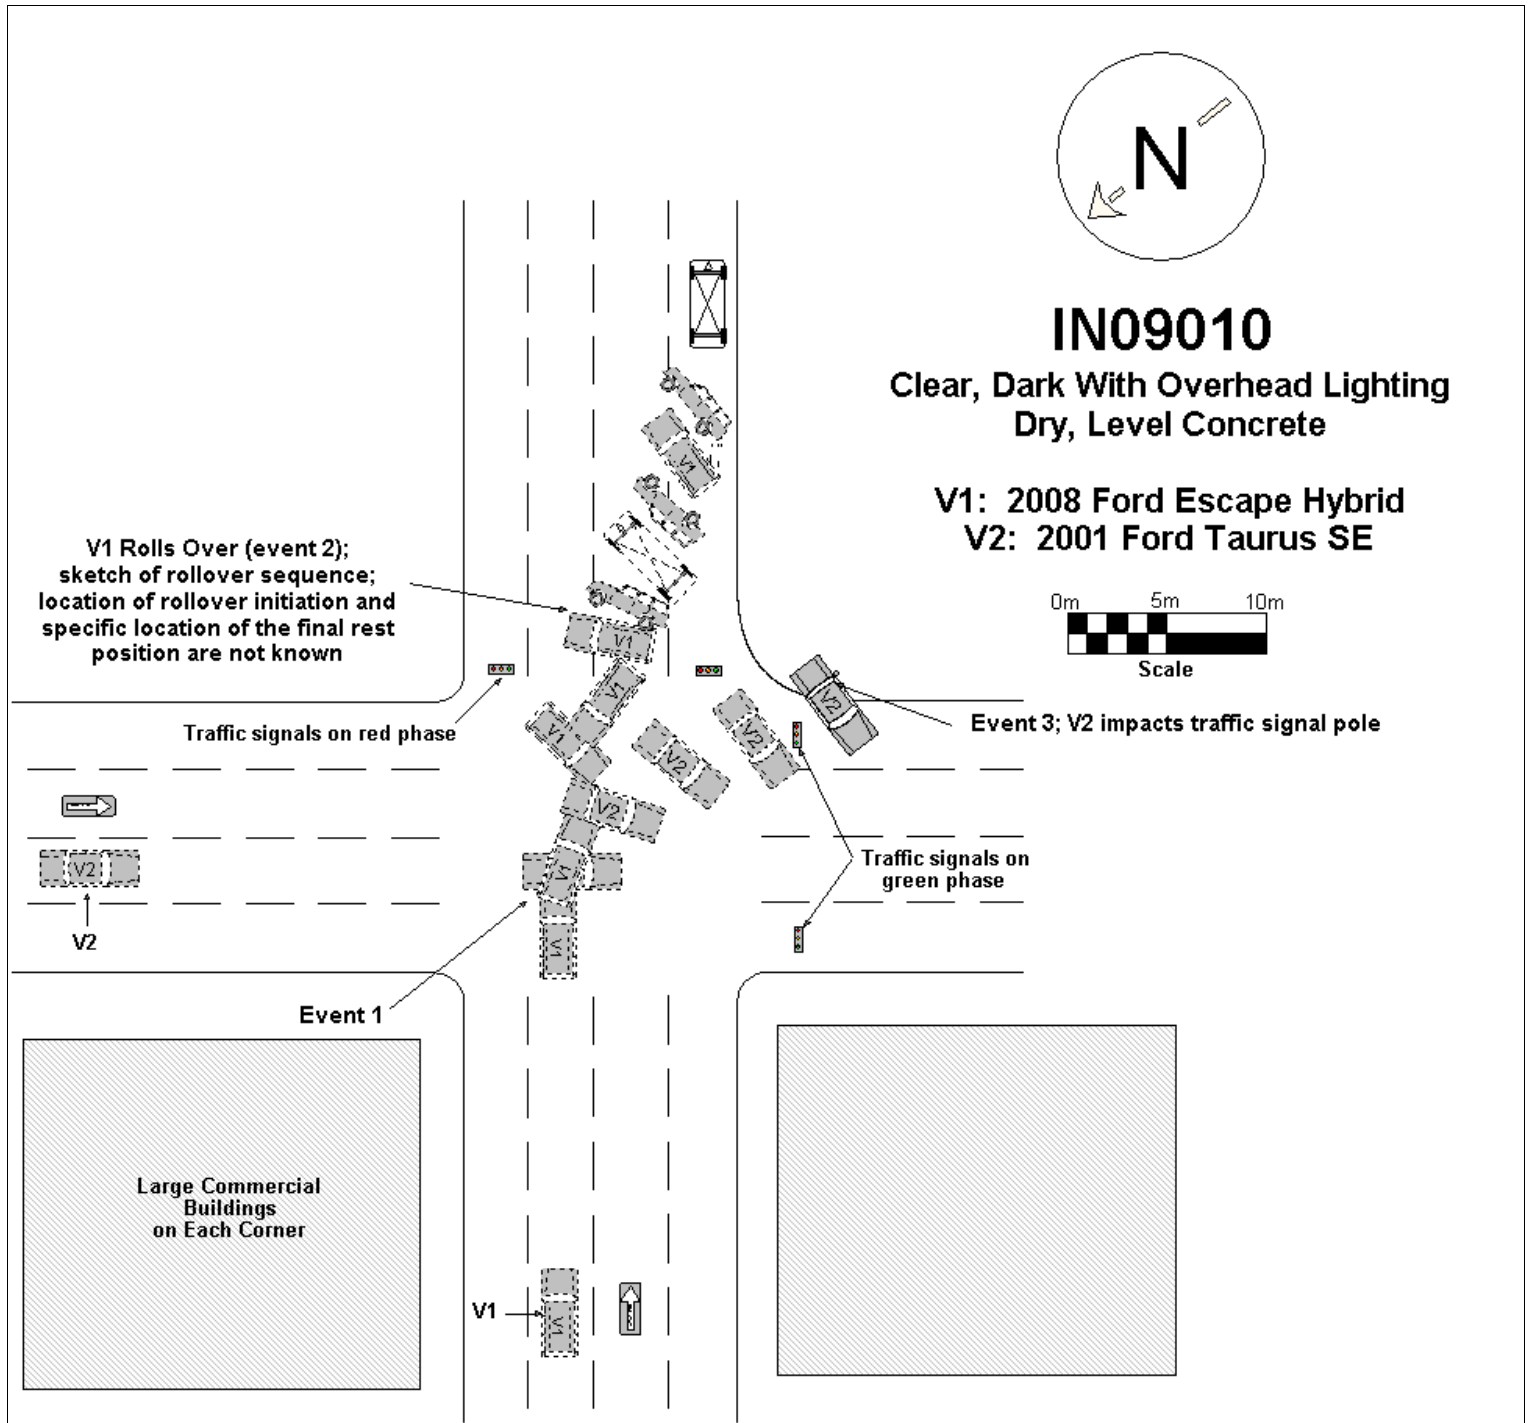 N
IN09010
Clear, Dark With Overhead Lighting
Dry, Level Concrete
V1: 2008 Ford Escape Hybrid
V2: 2001 Ford Taurus SE
0m 5m 10m
Scale
V1 Rolls Over (event 2);
sketch of rollover sequence;
location of rollover initiation and
specific location of the final rest
position are not known
V1
V1
V1
V1
Traffic signals on red phase
V2
V2
V2
V2
Event 3; V2 impacts traffic signal pole
V2
V2
V1
V1
Traffic signals on
green phase
Event 1
Large Commercial
Buildings
on Each Corner
V1
V1